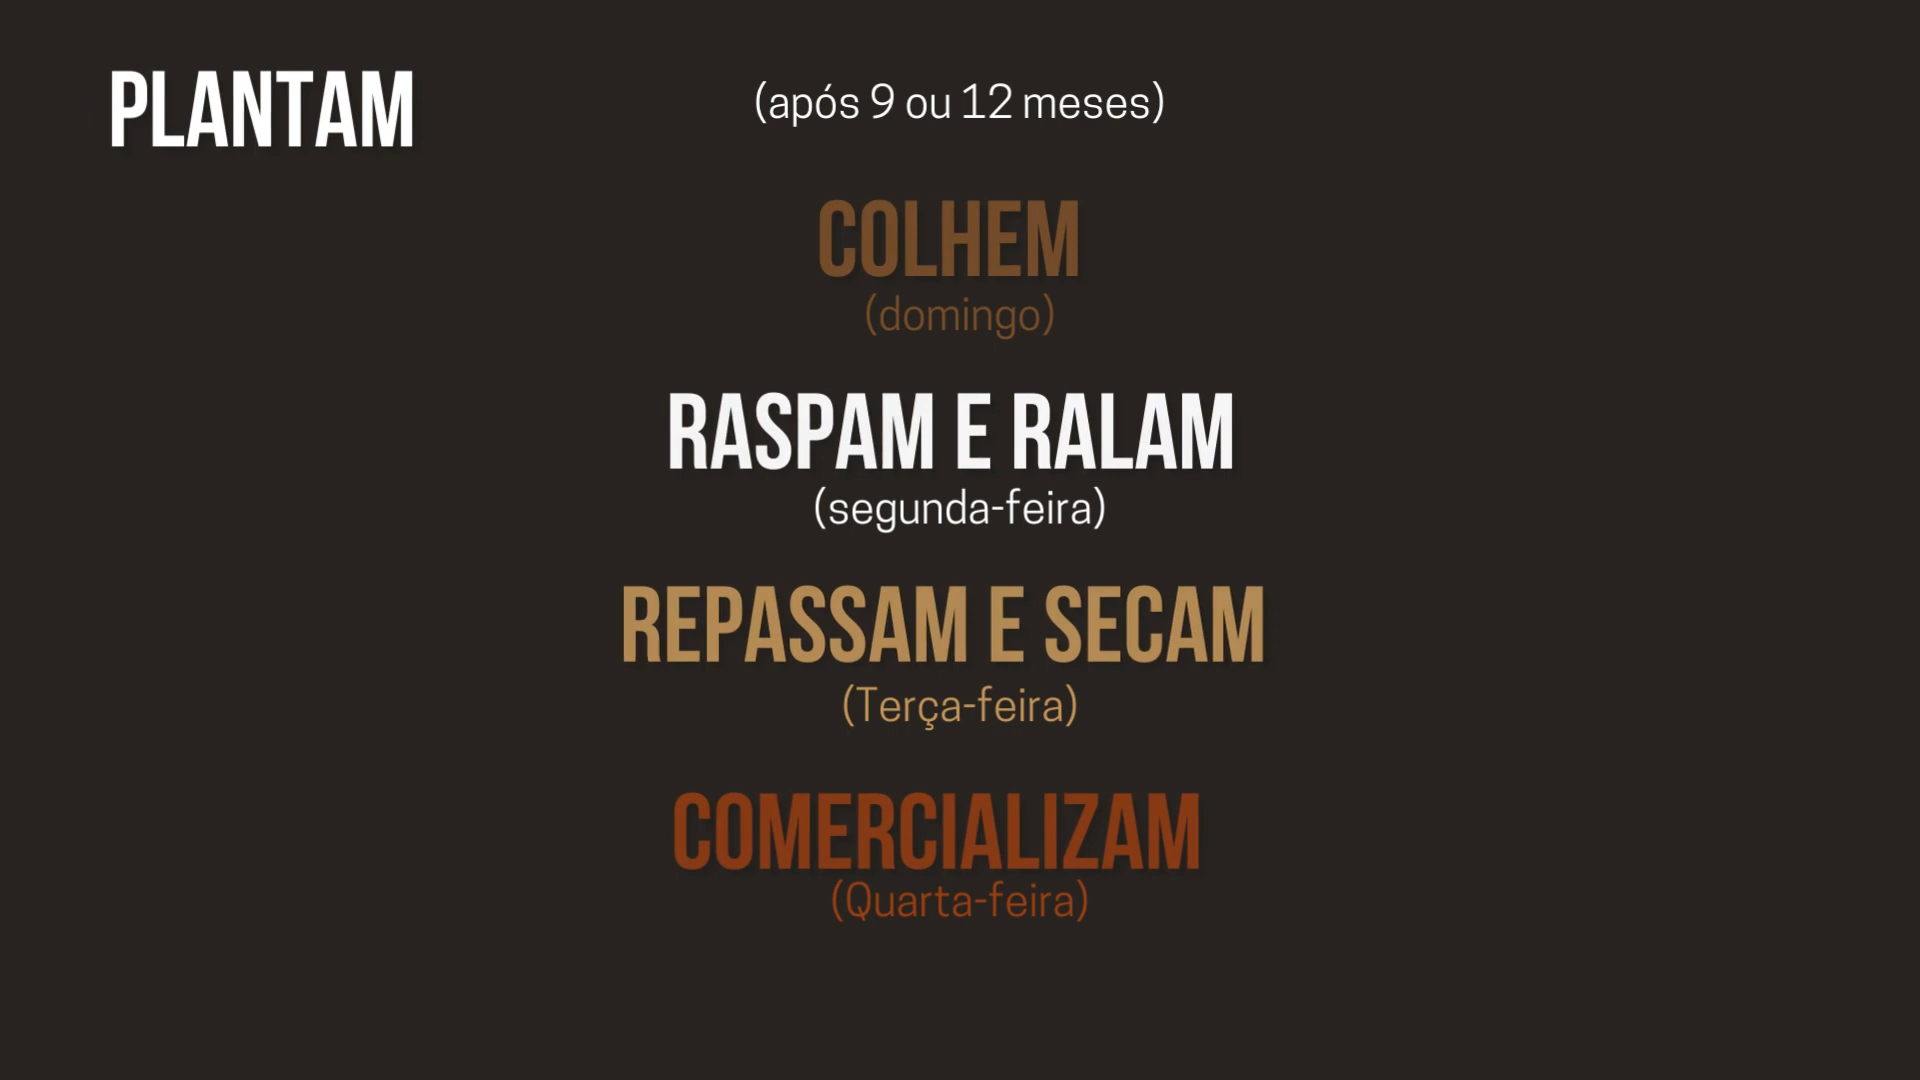 PLANTAM
(após 9 ou 12 meses)
COLHEM
(domingo)
RASPAM E RALAM
(segunda-feira)
REPASSAM E SECAM
(Terça-feira)
COMERCIALIZAM
(Quarta-feira)